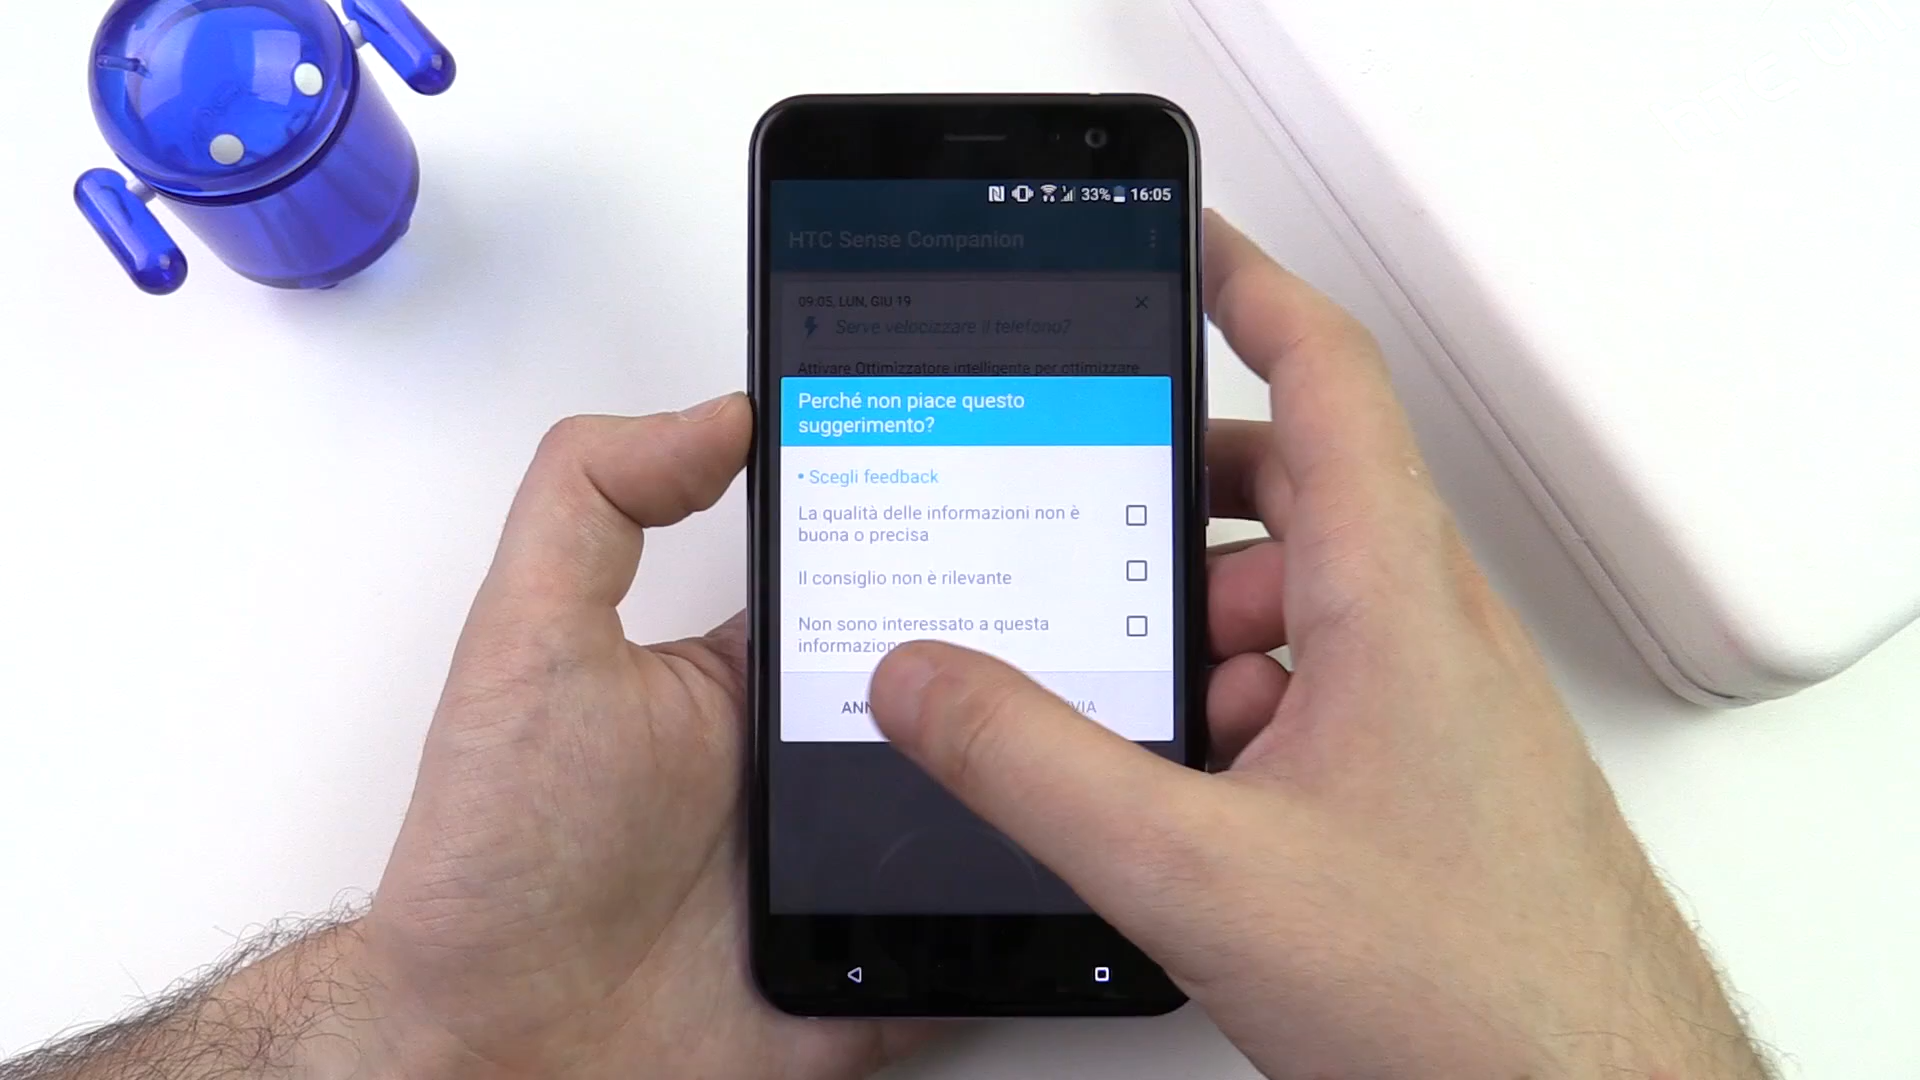 33% 16:05
HTC Sense Companion
09.05, LUN, GIU 19
Serve velocizzare il telefono?
Attivare Ottimizzatore intelligente per ottimizzare
Perché non piace questo
suggerimento?
• Scegli feedback
La qualità delle informazioni non è
buona o precisa
Il consiglio non è rilevante
Non sono interessato a questa